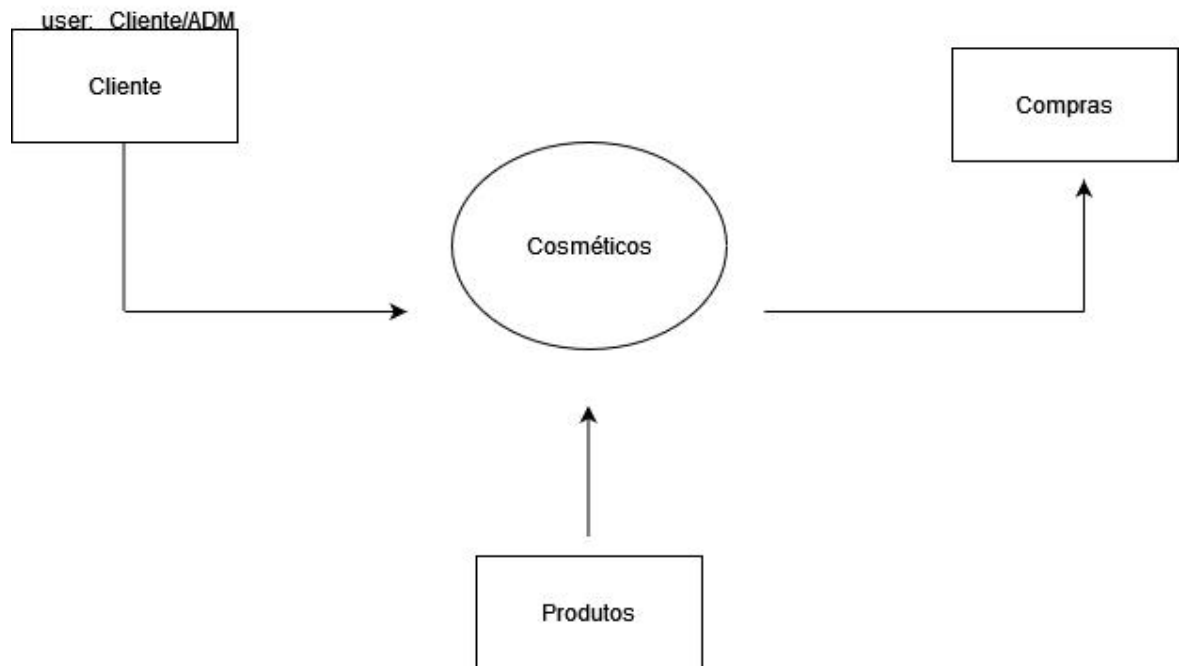 user: Cliente/ADM
Cliente
Compras
Cosméticos
Produtos